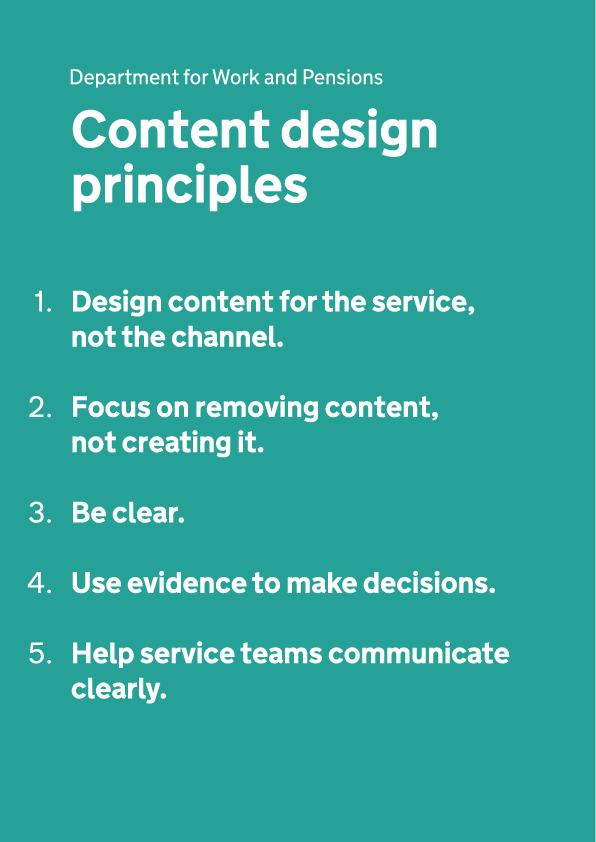 Department for Work and Pensions
Content design
principles
1. Design content for the service,
not the channel.
2. Focus on removing content,
not creating it.
3. Be clear.
4. Use evidence to make decisions.
5. Help service teams communicate
clearly.